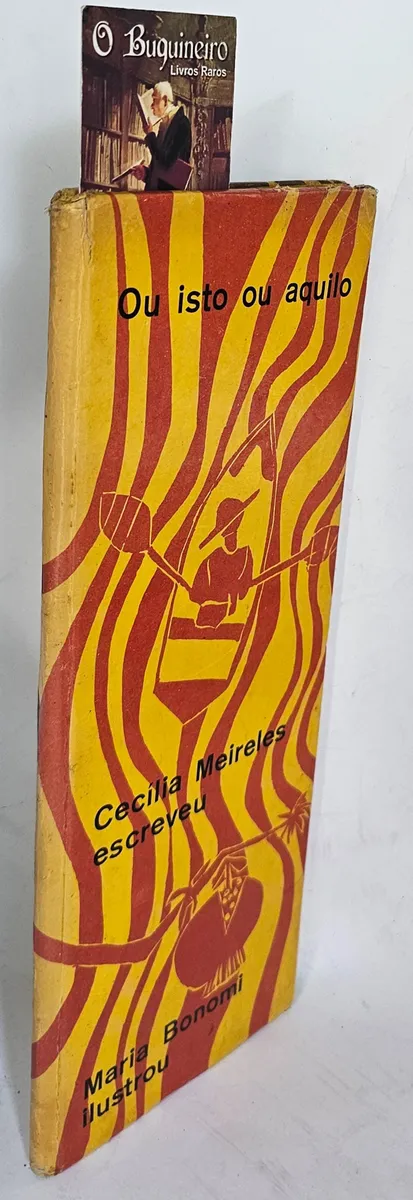 O Buquineiro
Livros Raros
Ou isto ou aquilo
Cecília Meireles
escreveu
Maria Bonomi
ilustrou